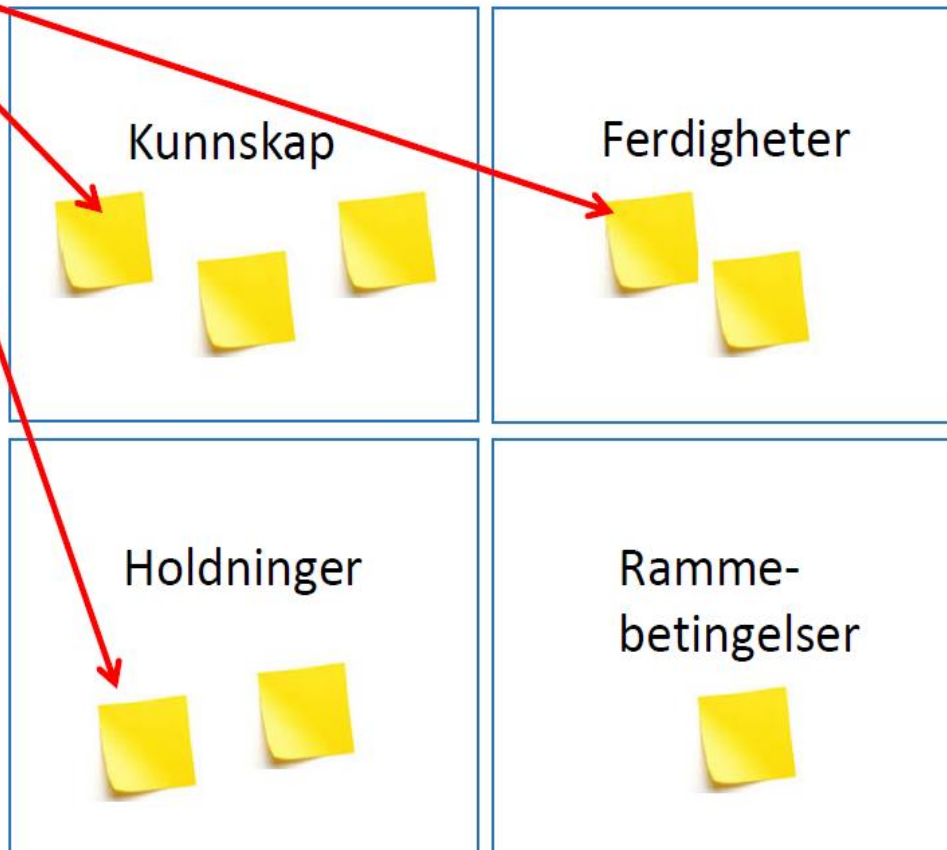 Kunnskap
Ferdigheter
Holdninger
Ramme-
betingelser